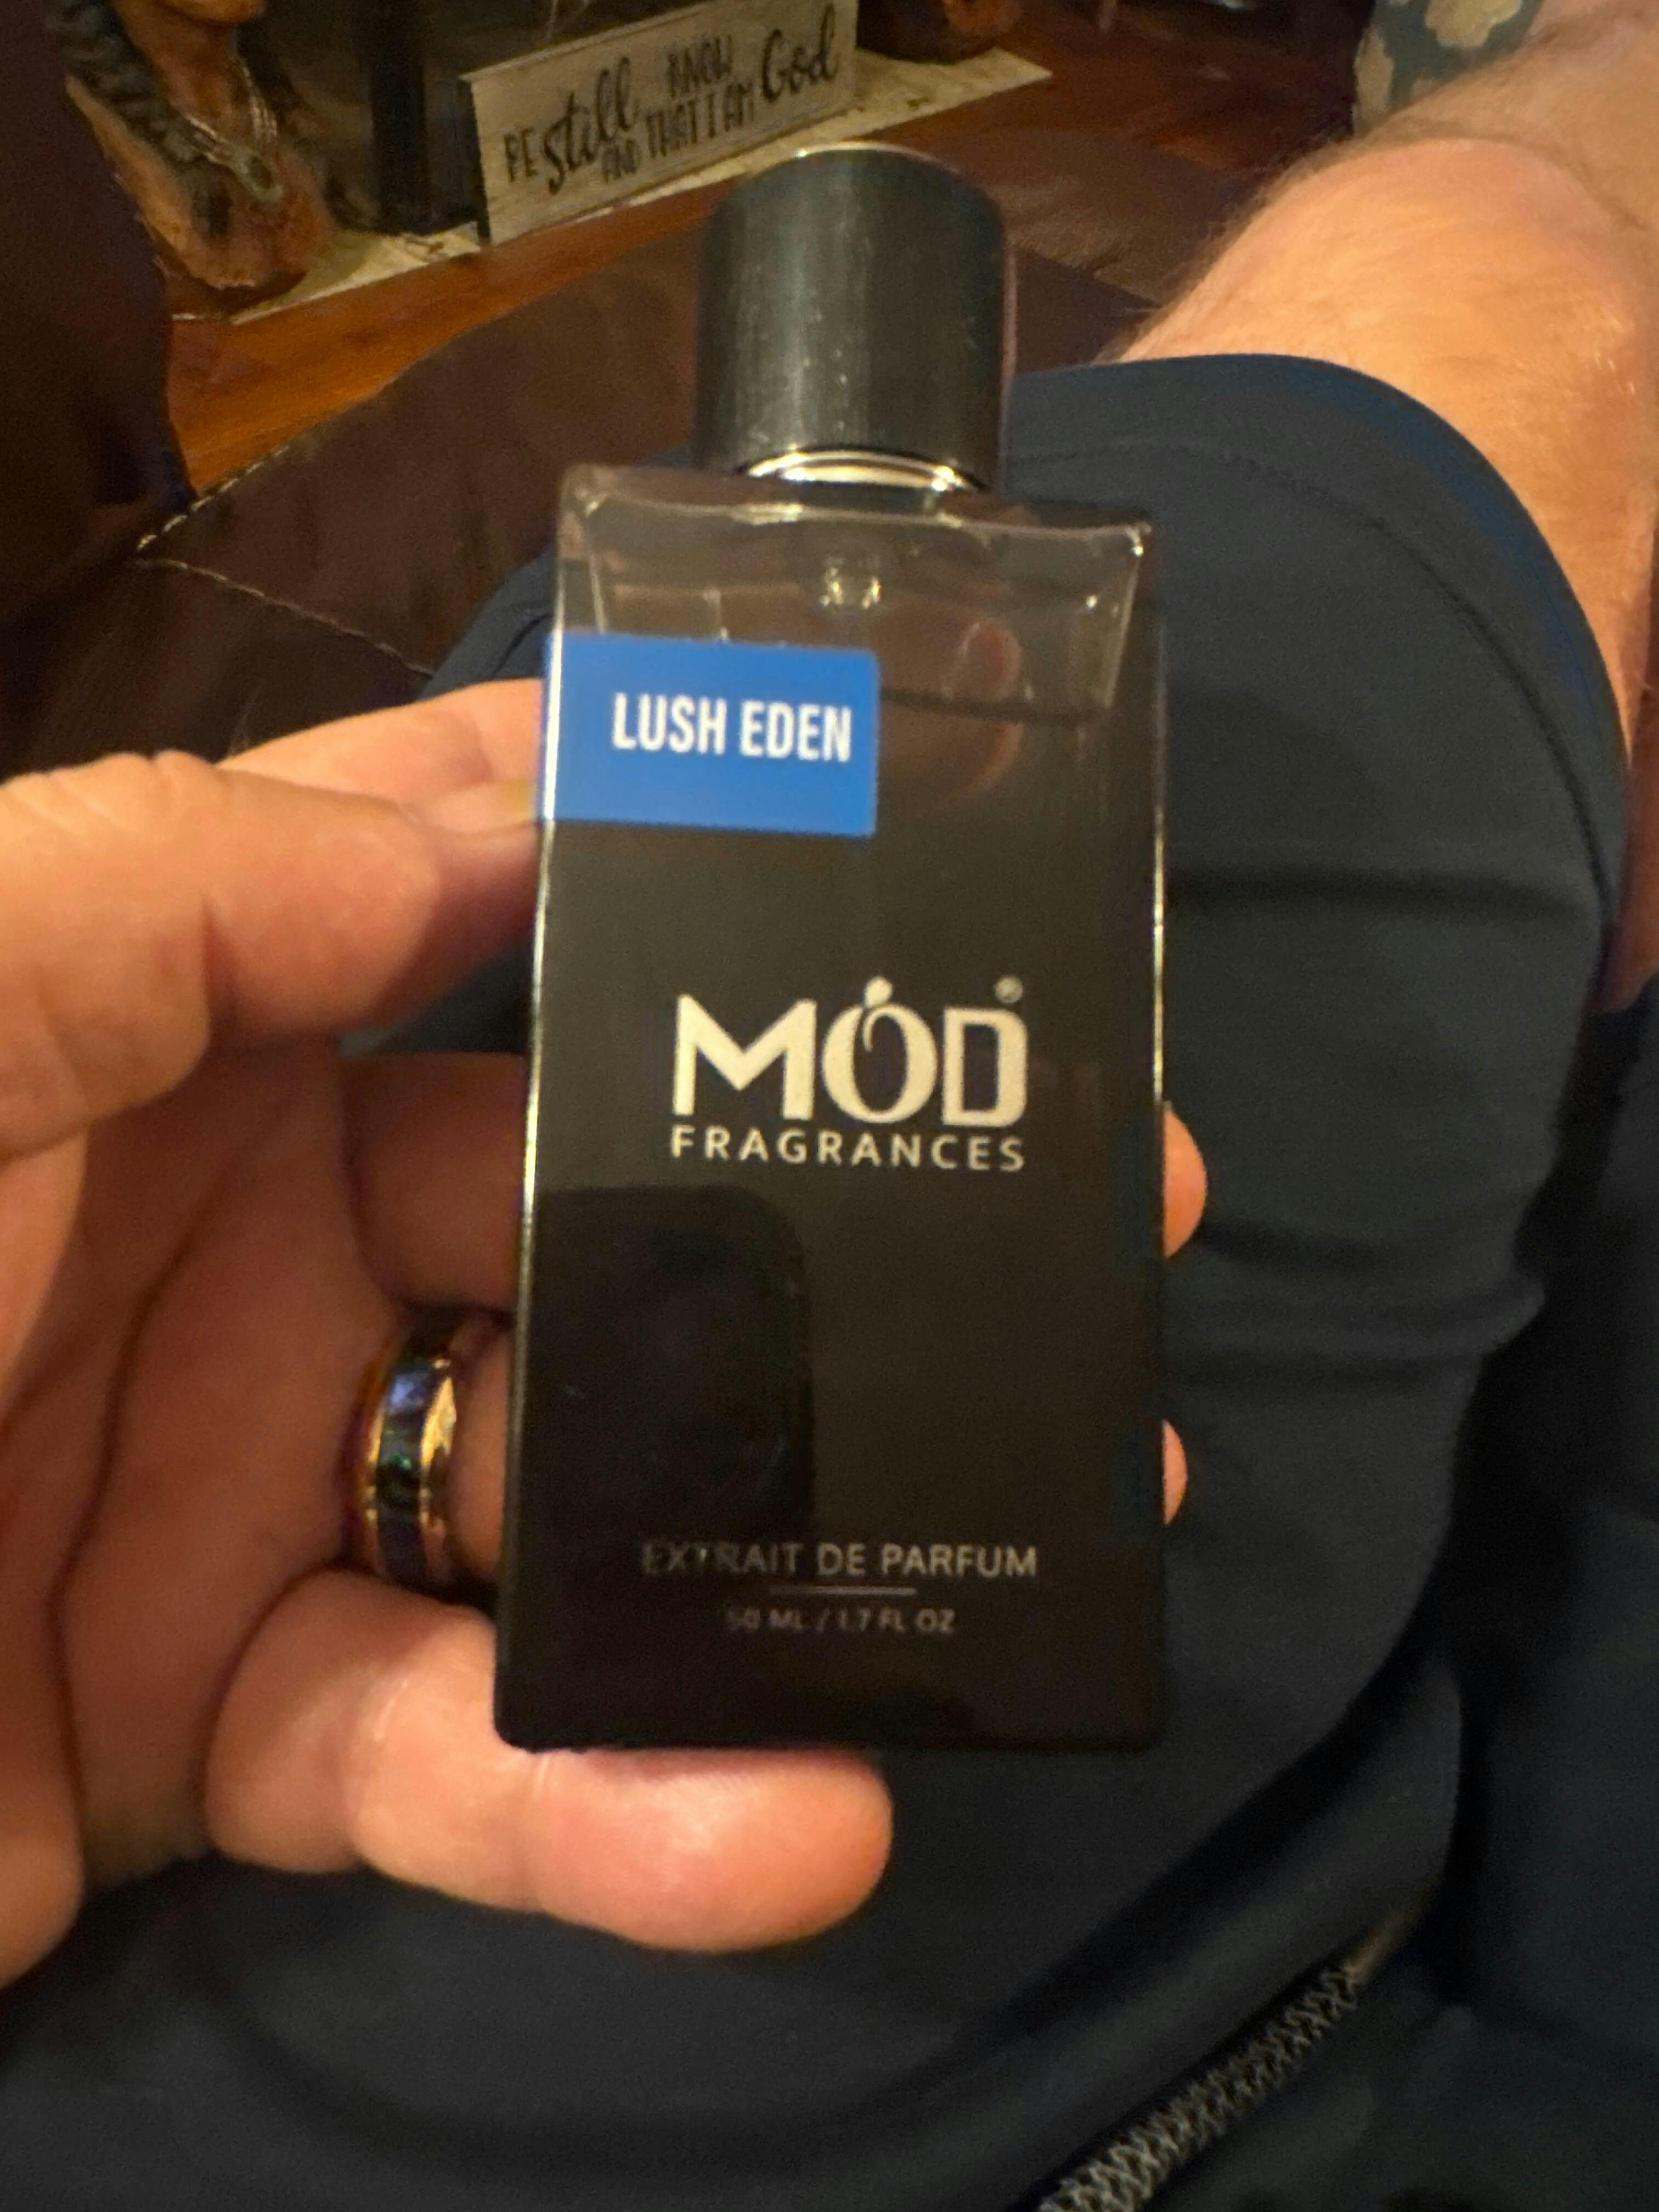 BE still KNOW
AND THAT I AM God
LUSH EDEN
MOD®
FRAGRANCES
EXTRAIT DE PARFUM
50 ML / 1.7 FL OZ